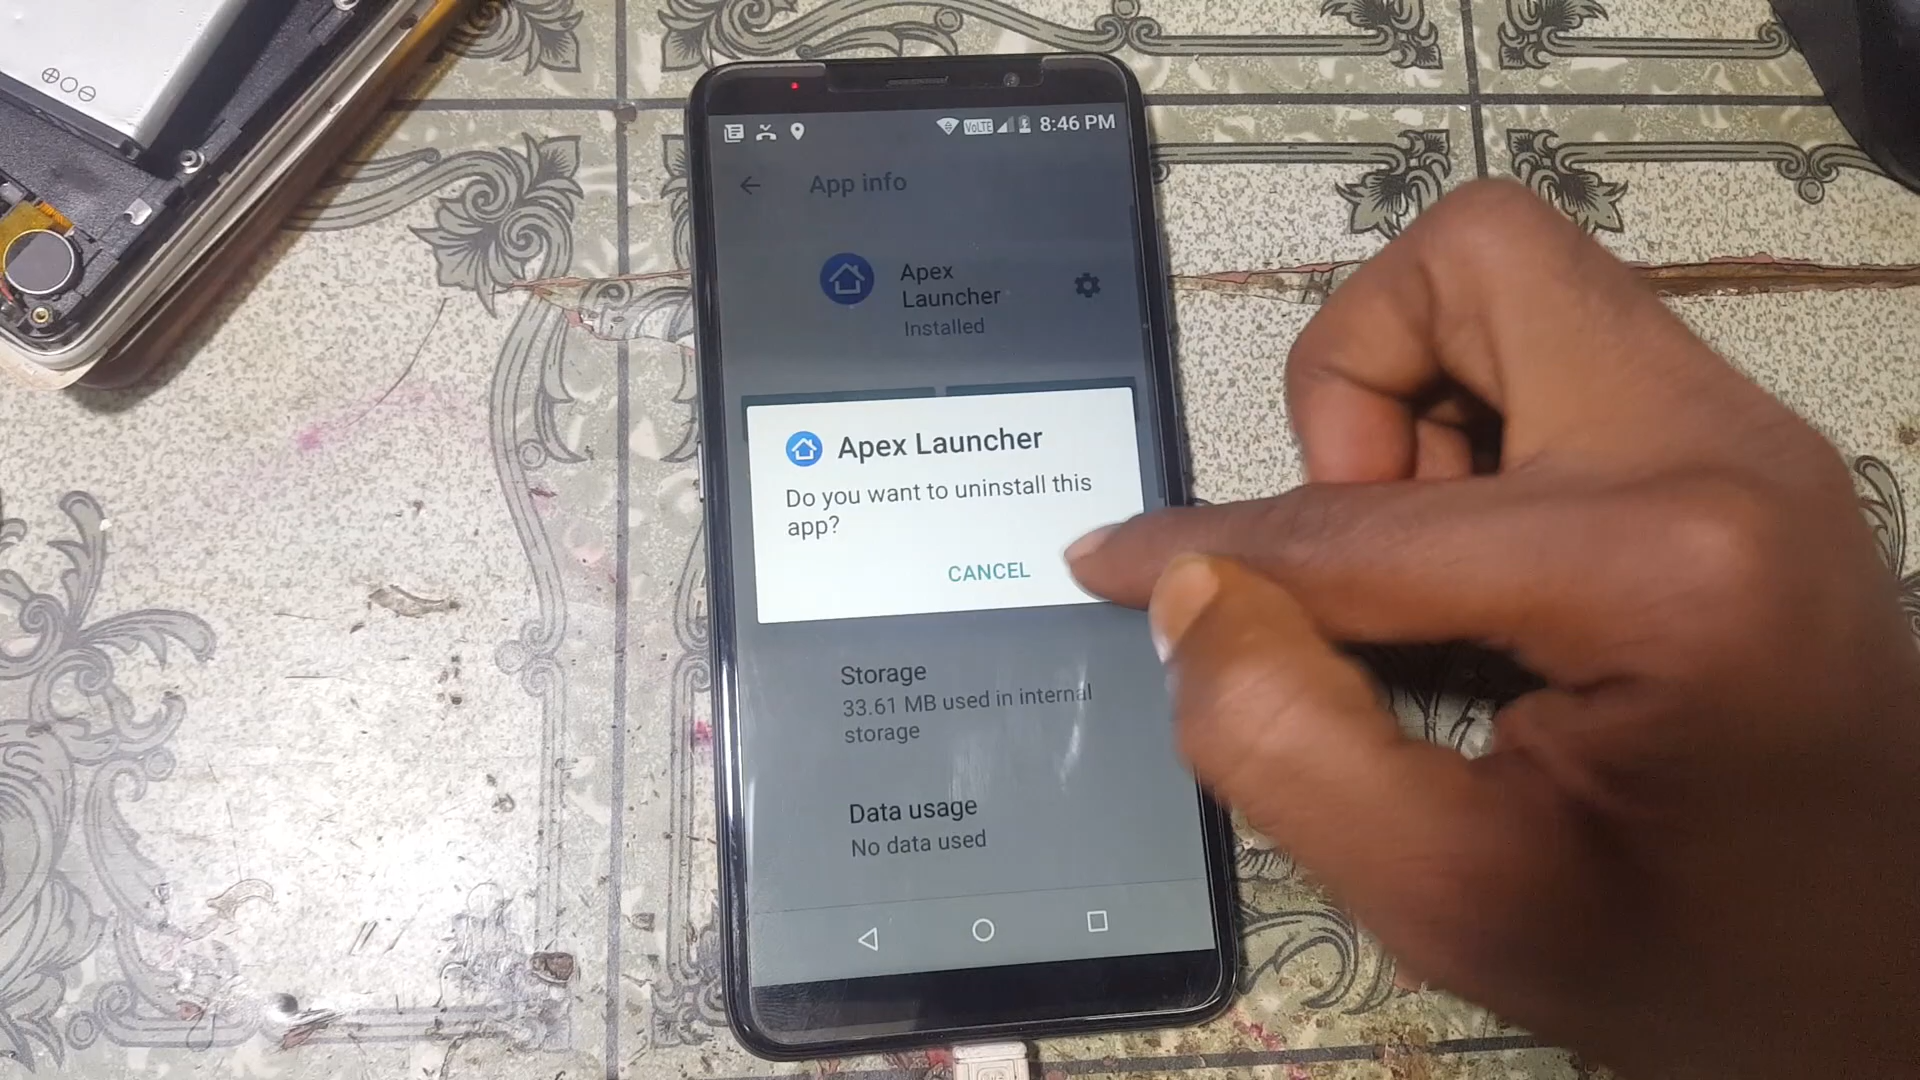 VoLTE 8:46 PM
App info
Apex
Launcher
Installed
Apex Launcher
Do you want to uninstall this
app?
CANCEL
Storage
33.61 MB used in internal
storage
Data usage
No data used